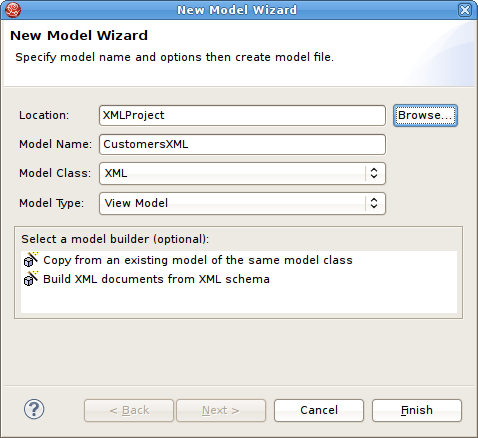 New Model Wizard
New Model Wizard
Specify model name and options then create model file.
Location: XMLProject Browse...
Model Name: CustomersXML
Model Class: XML
Model Type: View Model
Select a model builder (optional):
Copy from an existing model of the same model class
Build XML documents from XML schema
? < Back Next > Cancel Finish